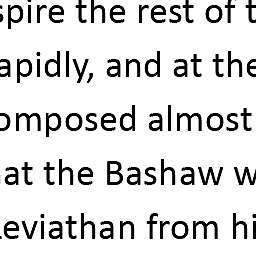 spire the rest of t
apidly, and at the
omposed almost
at the Bashaw w
Leviathan from hi